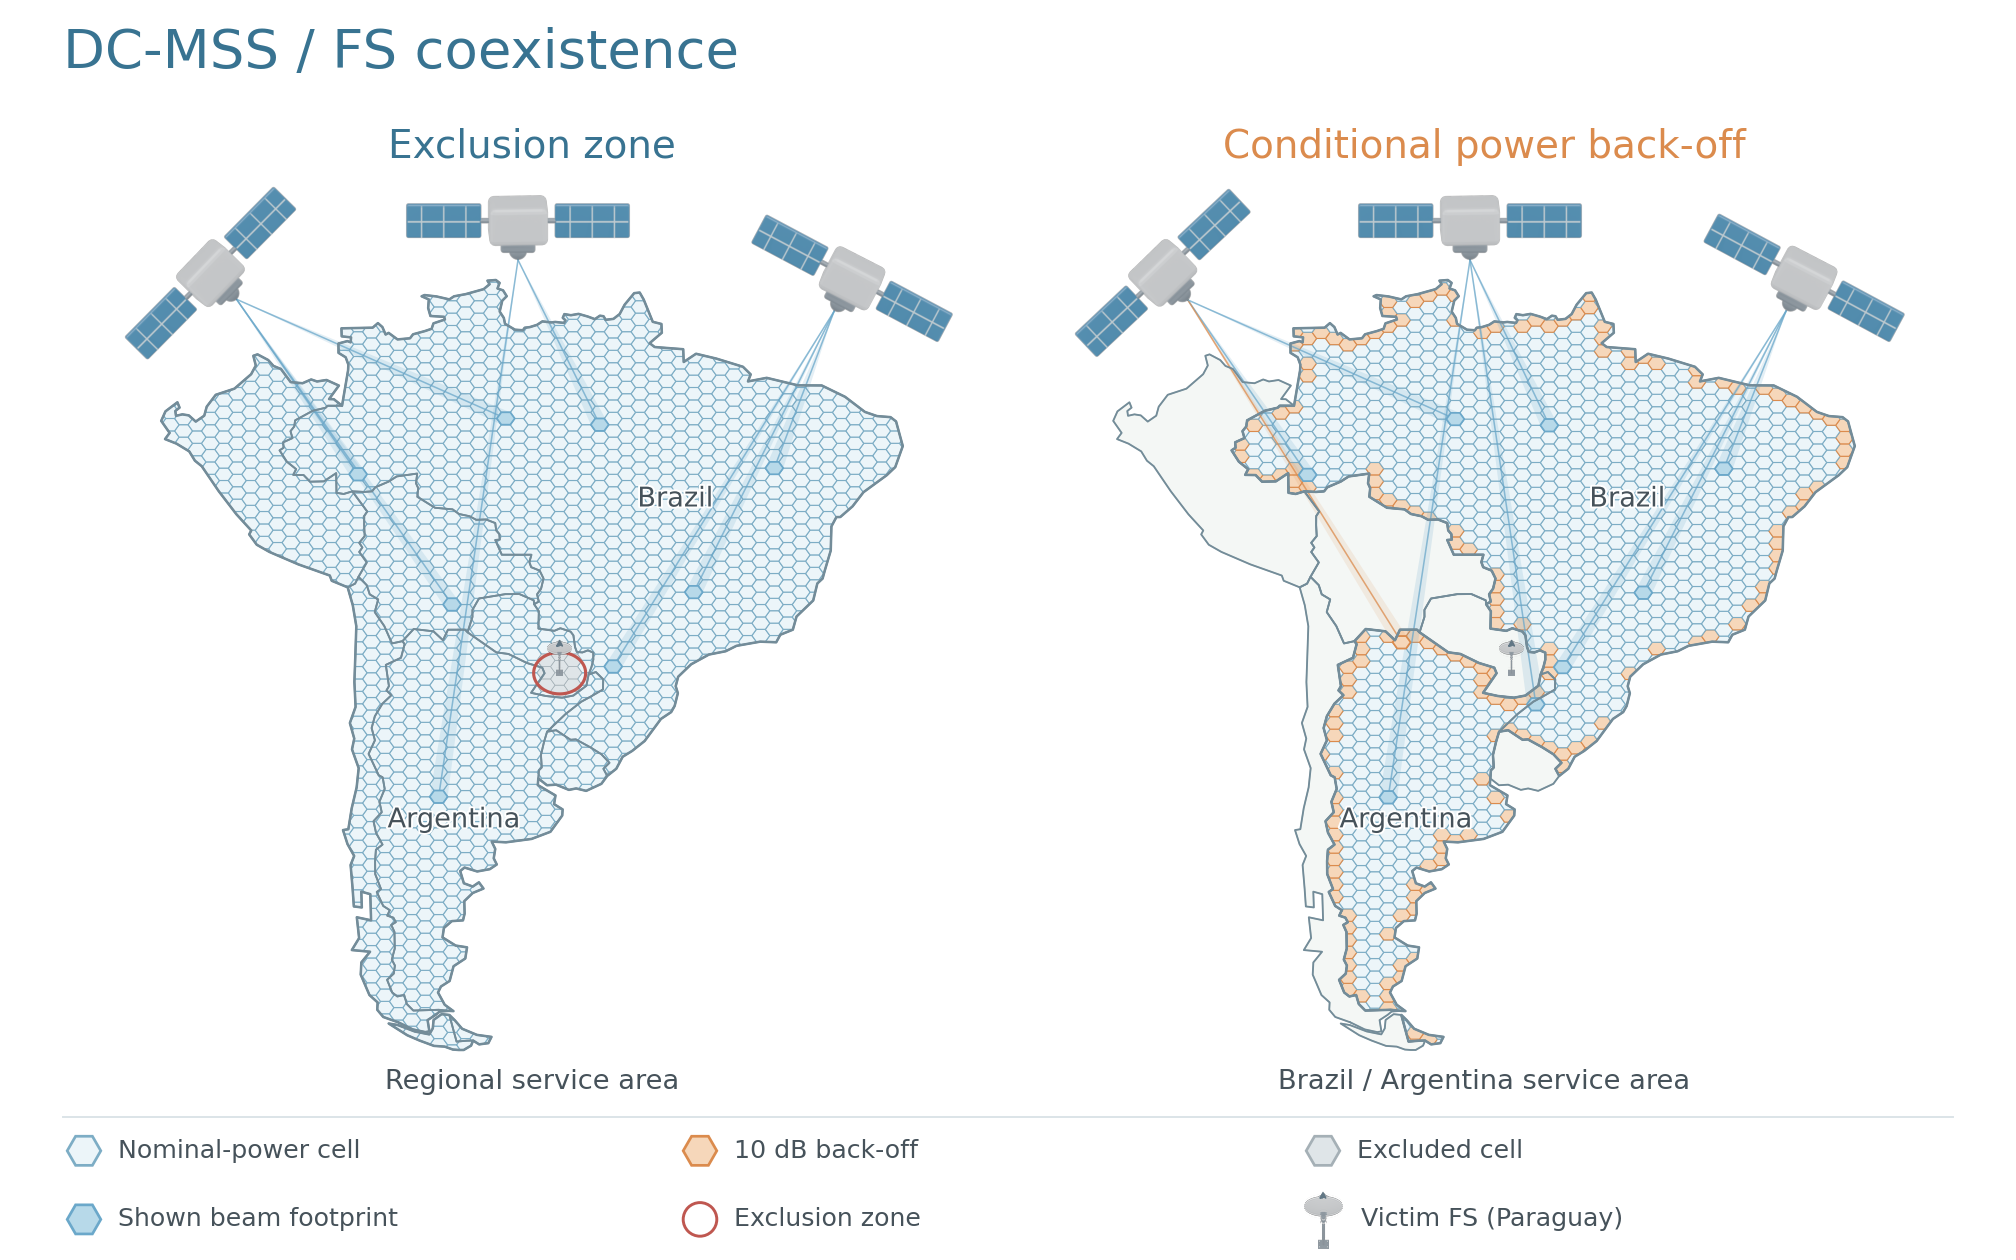 DC-MSS / FS coexistence
Exclusion zone
Conditional power back-off
Brazil
Argentina
Brazil
Argentina
Regional service area
Brazil / Argentina service area
Nominal-power cell
10 dB back-off
Excluded cell
Shown beam footprint
Exclusion zone
Victim FS (Paraguay)